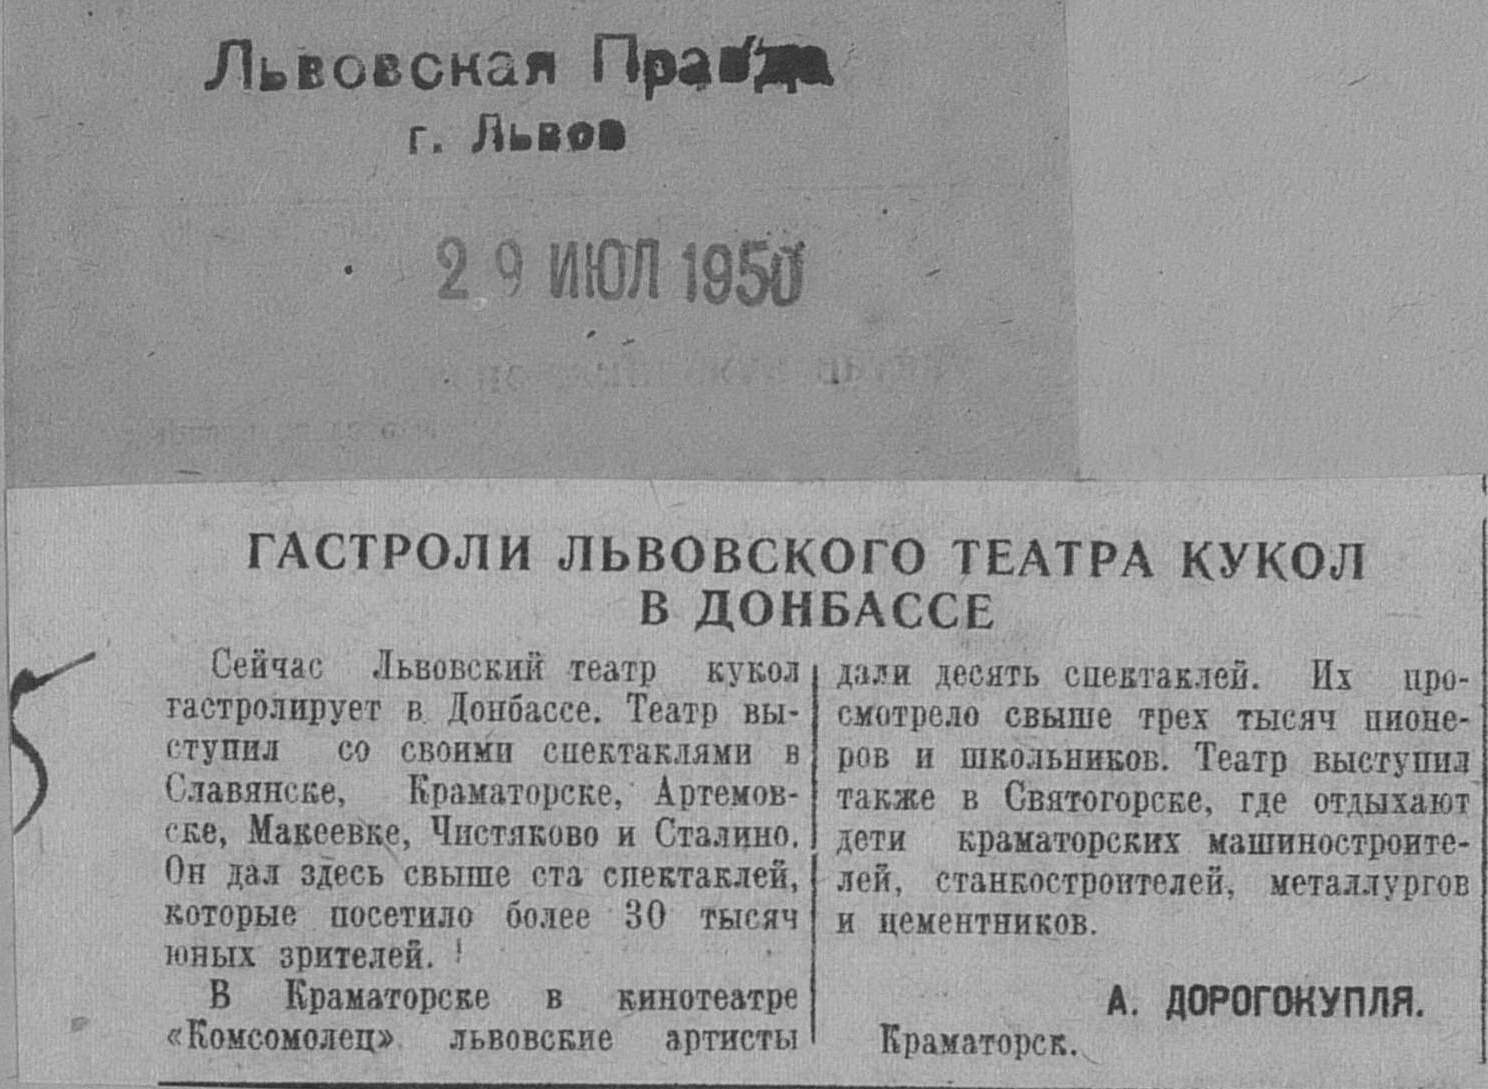 Львовская Правда
г. Львов
29 ИЮЛ 1950
ГАСТРОЛИ ЛЬВОВСКОГО ТЕАТРА КУКОЛ
В ДОНБАССЕ
Сейчас Львовский театр кукол
гастролирует в Донбассе. Театр вы-
ступил со своими спектаклями в
Славянске, Краматорске, Артемов-
ске, Макеевке, Чистяково и Сталино.
Он дал здесь свыше ста спектаклей,
которые посетило более 30 тысяч
юных зрителей.
В Краматорске в кинотеатре
«Комсомолец» львовские артисты
дали десять спектаклей. Их про-
смотрело свыше трех тысяч пионе-
ров и школьников. Театр выступил
также в Святогорске, где отдыхают
дети краматорских машиностроите-
лей, станкостроителей, металлургов
и цементников.
А. ДОРОГОКУПЛЯ.
Краматорск.